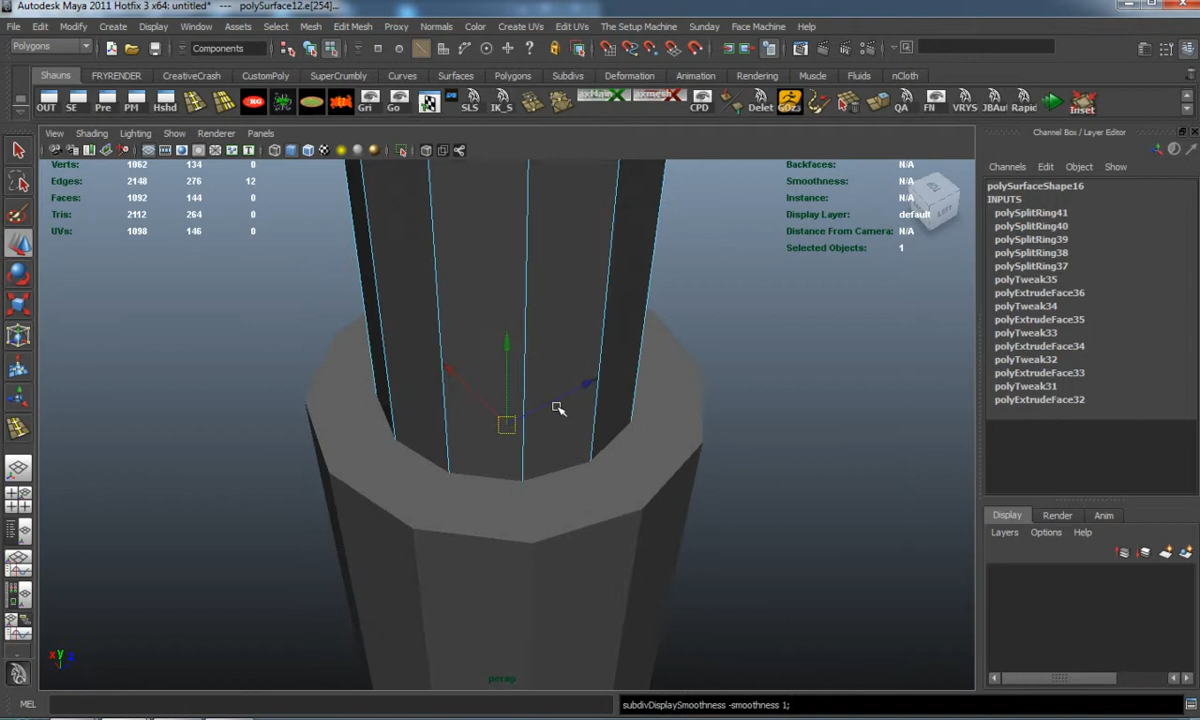 Autodesk Maya 2011 Hotfix 3 x64: untitled* --- polySurface12.e[254]...
File Edit Modify Create Display Window Assets Select Mesh Edit Mesh Proxy Normals Color Create UVs Edit UVs The Setup Machine Sunday Face Machine Help
Polygons Components
Shauns FRYRENDER CreativeCrash CustomPoly SuperCrumbly Curves Surfaces Polygons Subdivs Deformation Animation Rendering Muscle Fluids nCloth
OUT SE Pre PM Hshd Gri Go SLS IK_S CPD Delet GOz3 QA FN VRYS JBAu Rapic Inset
View Shading Lighting Show Renderer Panels
Channel Box / Layer Editor
Channels Edit Object Show
Verts: 1062 134 0
Edges: 2148 276 12
Faces: 1092 144 0
Tris: 2112 264 0
UVs: 1098 146 0
Backfaces: N/A
Smoothness: N/A
Instance: N/A
Display Layer: default
Distance From Camera: N/A
Selected Objects: 1
LEFT
polySurfaceShape16
INPUTS
polySplitRing41
polySplitRing40
polySplitRing39
polySplitRing38
polySplitRing37
polyTweak35
polyExtrudeFace36
polyTweak34
polyExtrudeFace35
polyTweak33
polyExtrudeFace34
polyTweak32
polyExtrudeFace33
polyTweak31
polyExtrudeFace32
Display Render Anim
Layers Options Help
x y z
persp
MEL subdivDisplaySmoothness -smoothness 1;